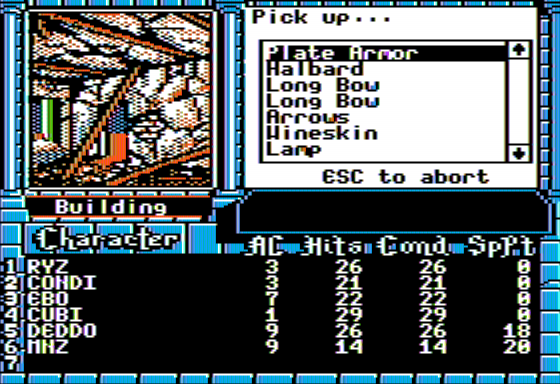 Pick up...
Plate Armor
Halbard
Long Bow
Long Bow
Arrows
Wineskin
Lamp
ESC to abort
Building
Character AC Hits Cond SpPt
1 RYZ 3 26 26 0
2 CONDI 3 21 21 0
3 EBO 7 22 22 0
4 CUBI 1 29 29 0
5 DEDDO 9 26 26 18
6 MNZ 9 14 14 20
7